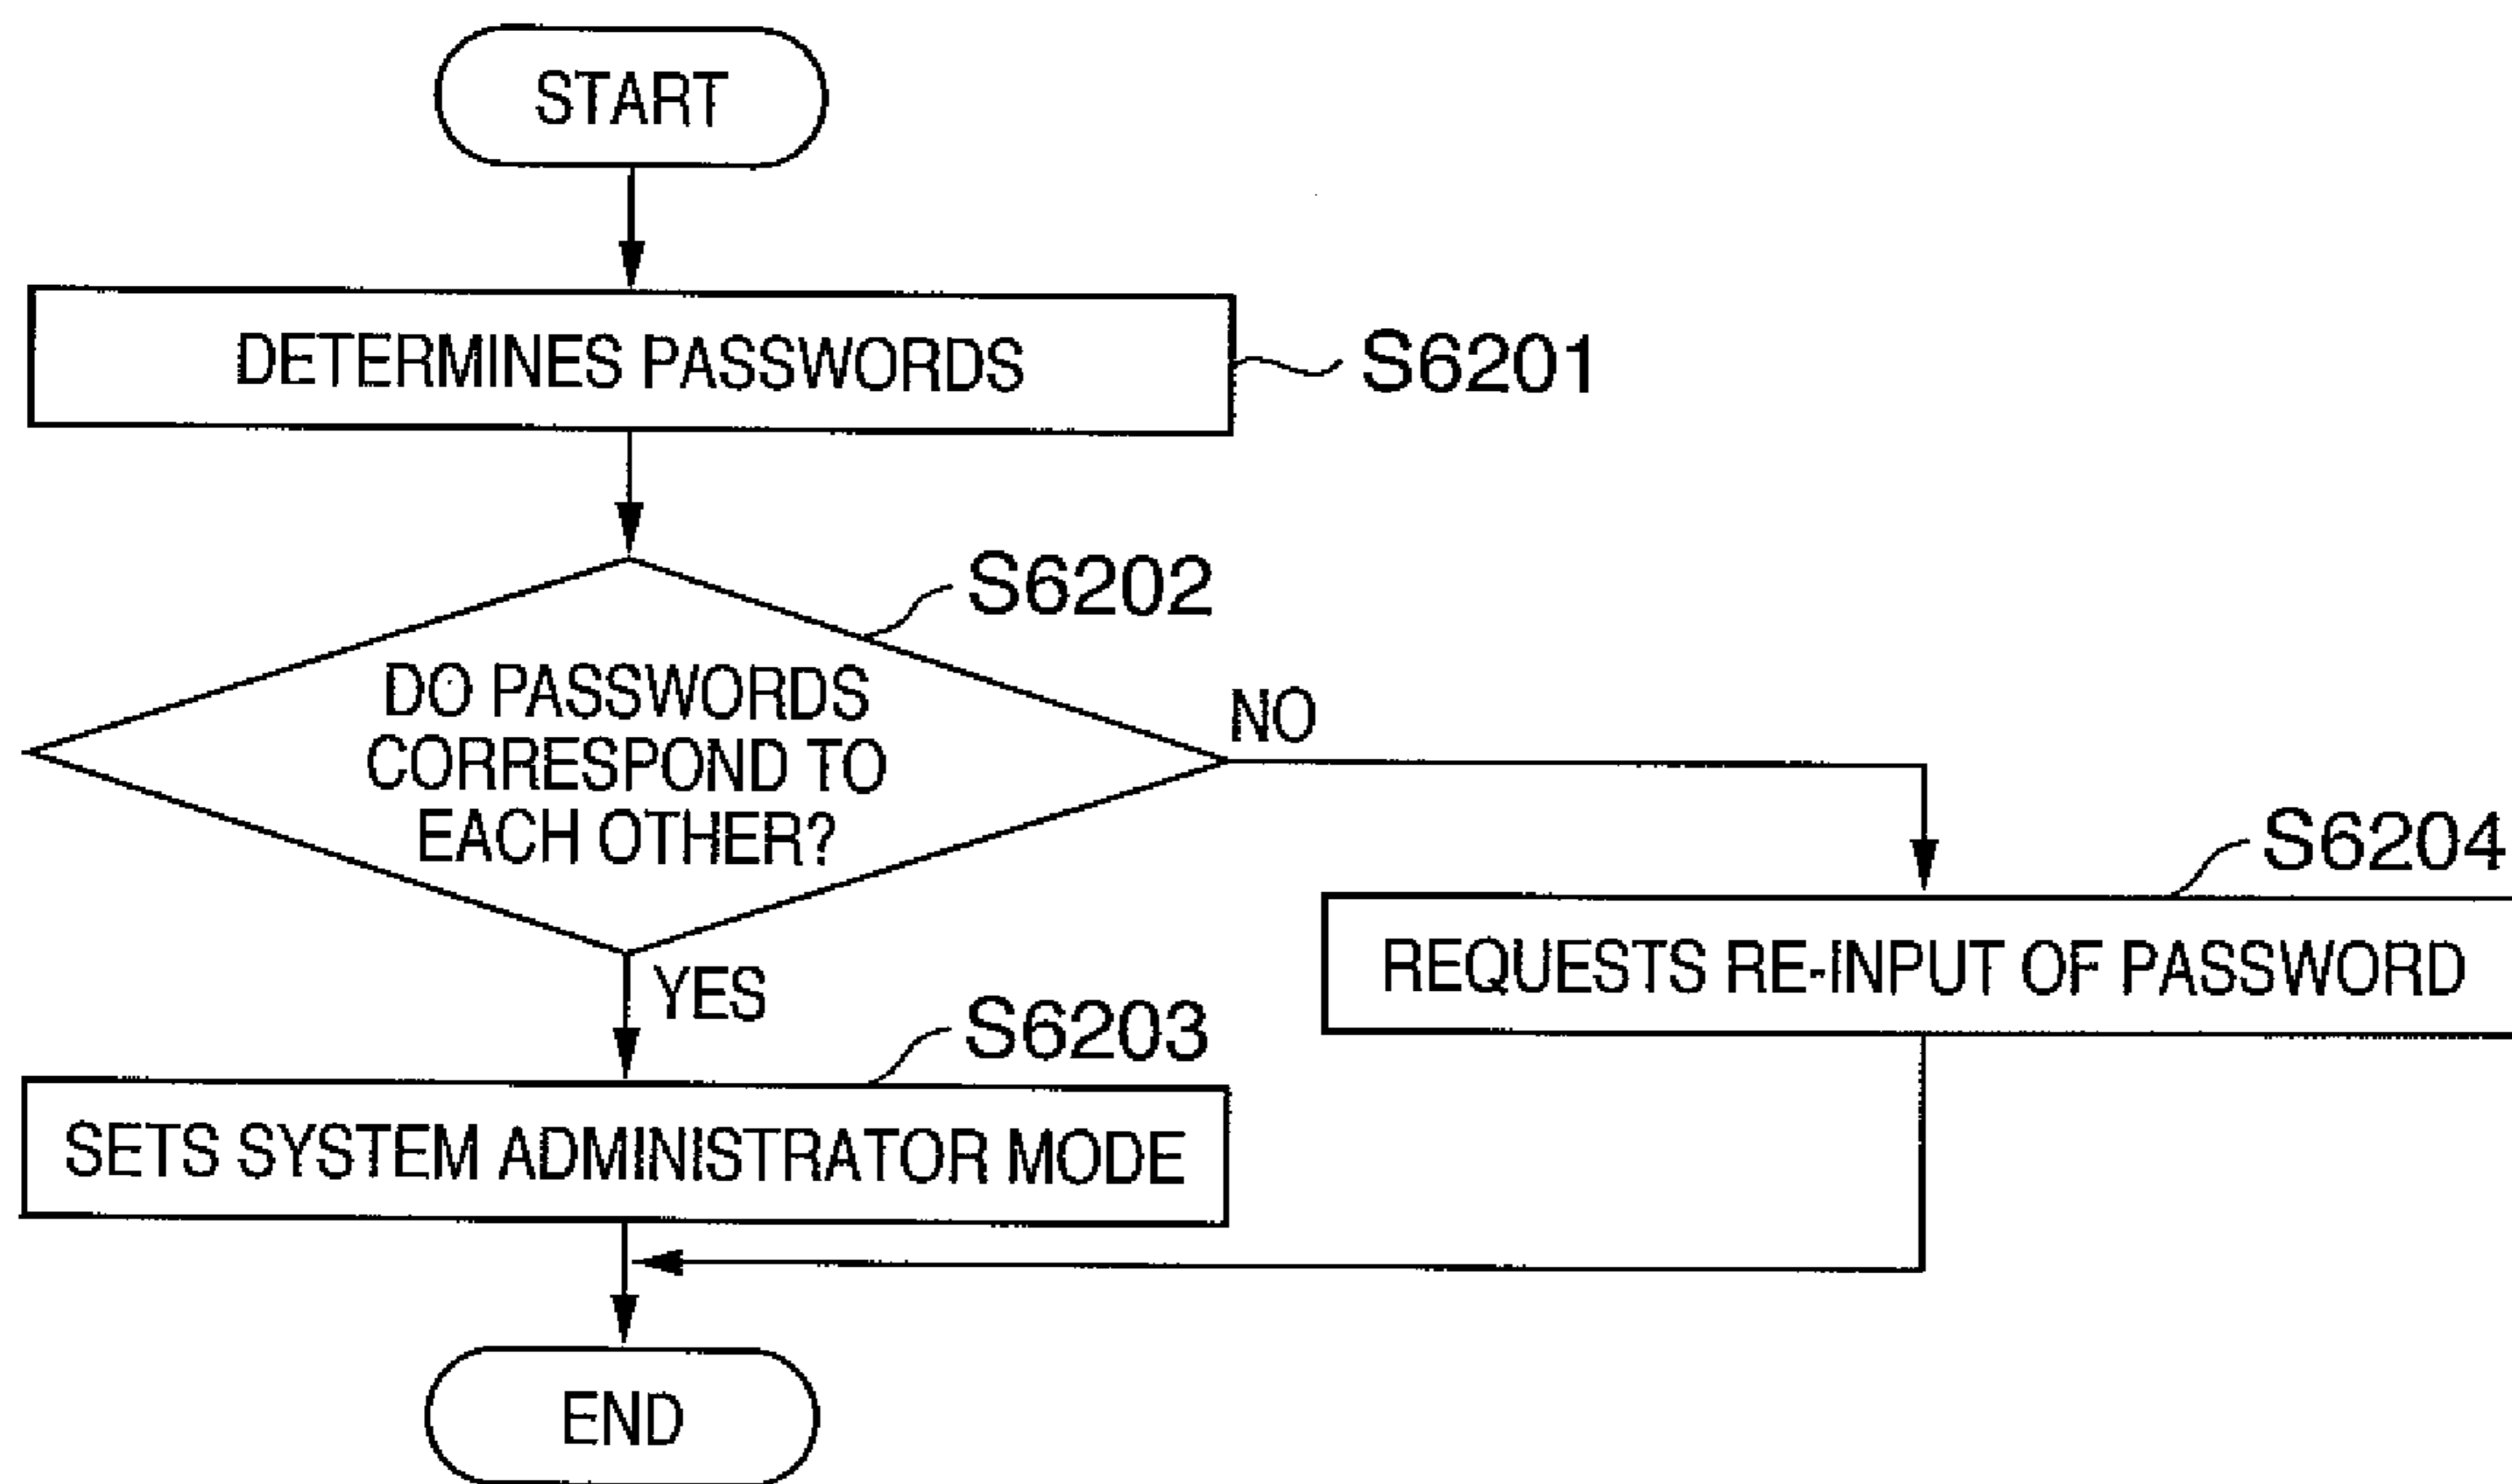 START
DETERMINES PASSWORDS
S6201
S6202
DO PASSWORDS
CORRESPOND TO
EACH OTHER?
NO
S6204
REQUESTS RE-INPUT OF PASSWORD
YES
S6203
SETS SYSTEM ADMINISTRATOR MODE
END